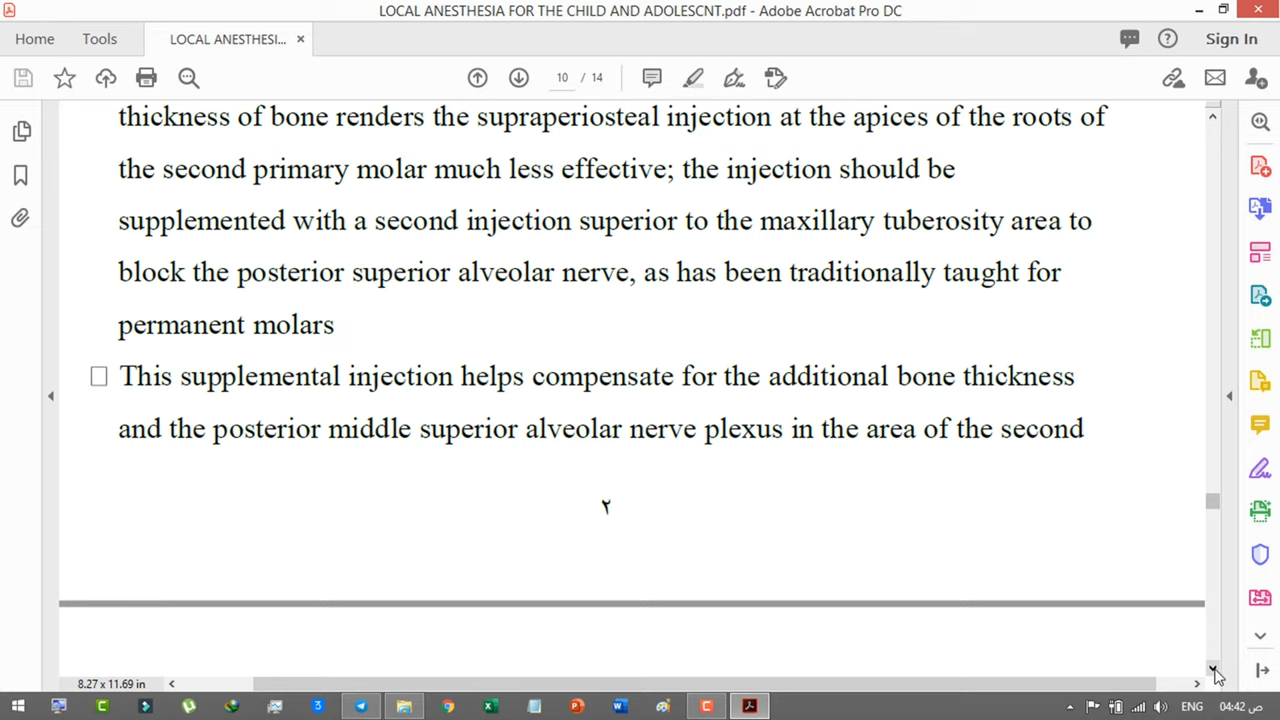 LOCAL ANESTHESIA FOR THE CHILD AND ADOLESCNT.pdf - Adobe Acrobat Pro DC
Home Tools LOCAL ANESTHESI... × Sign In
10 / 14
thickness of bone renders the supraperiosteal injection at the apices of the roots of
the second primary molar much less effective; the injection should be
supplemented with a second injection superior to the maxillary tuberosity area to
block the posterior superior alveolar nerve, as has been traditionally taught for
permanent molars
This supplemental injection helps compensate for the additional bone thickness
and the posterior middle superior alveolar nerve plexus in the area of the second
٢
8.27 x 11.69 in
ENG 04:42 ص